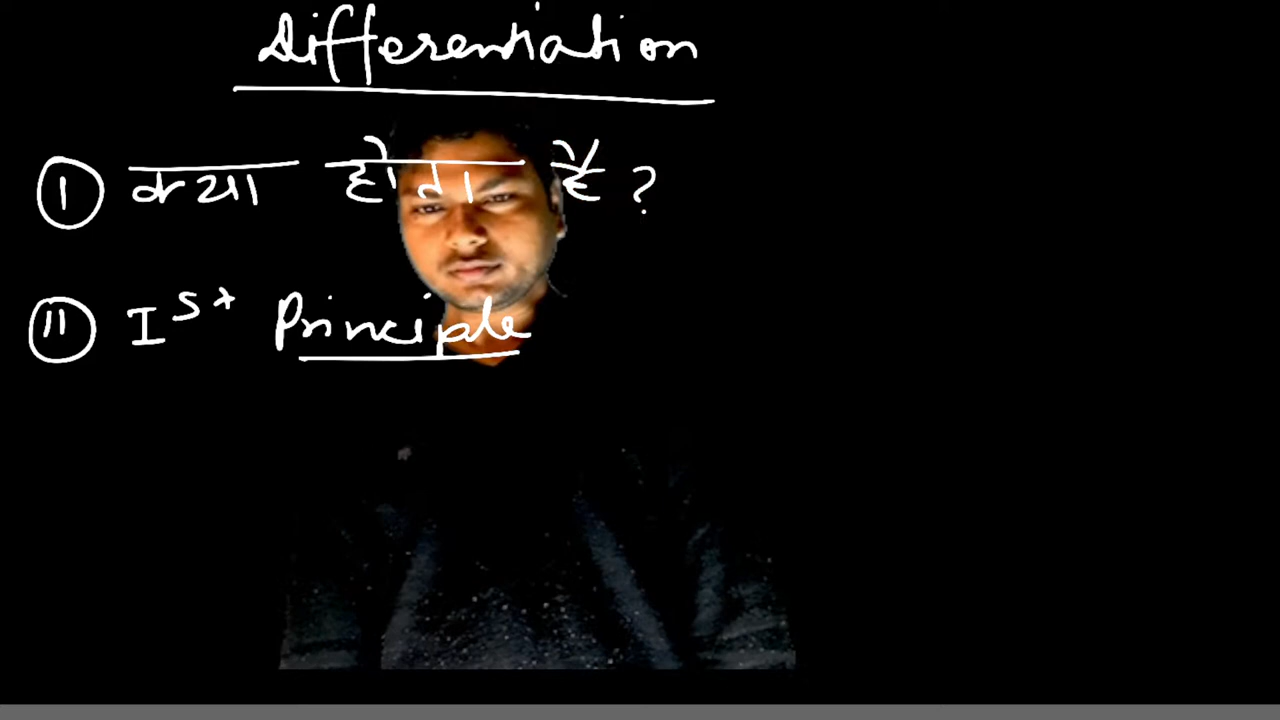 Differentiation
① क्या होता है ?
⑪ Ist Principle